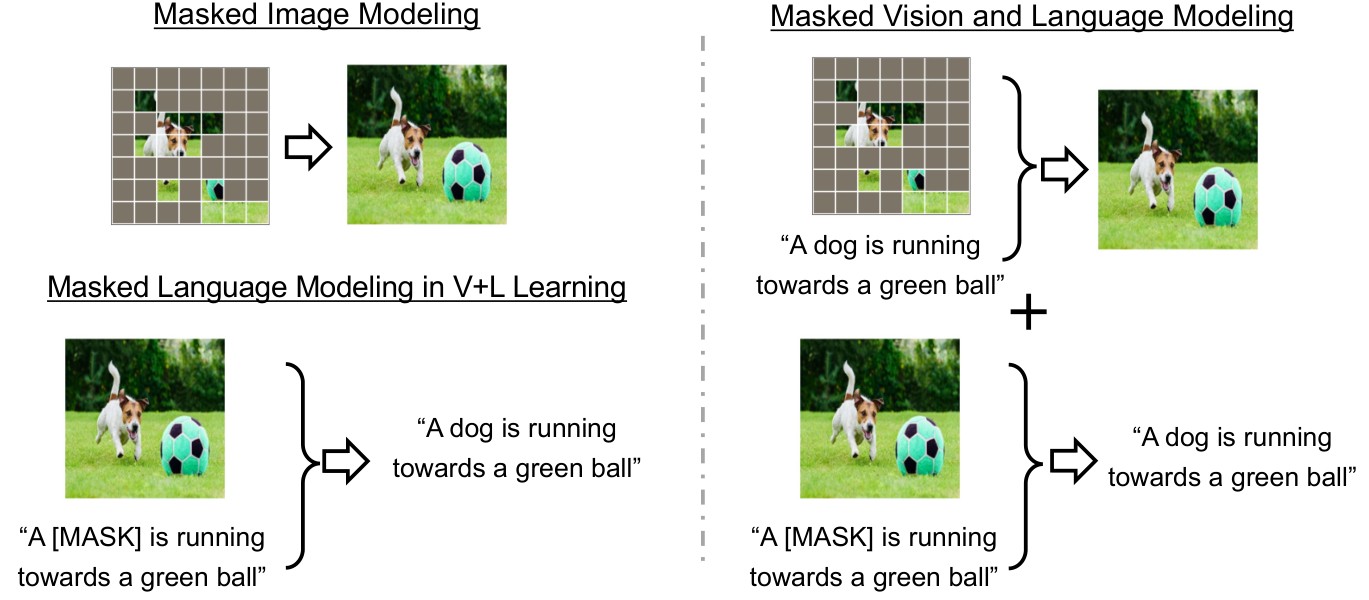 Masked Image Modeling
Masked Language Modeling in V+L Learning
“A [MASK] is running
towards a green ball”
“A dog is running
towards a green ball”
Masked Vision and Language Modeling
“A dog is running
towards a green ball”
+
“A [MASK] is running
towards a green ball”
“A dog is running
towards a green ball”